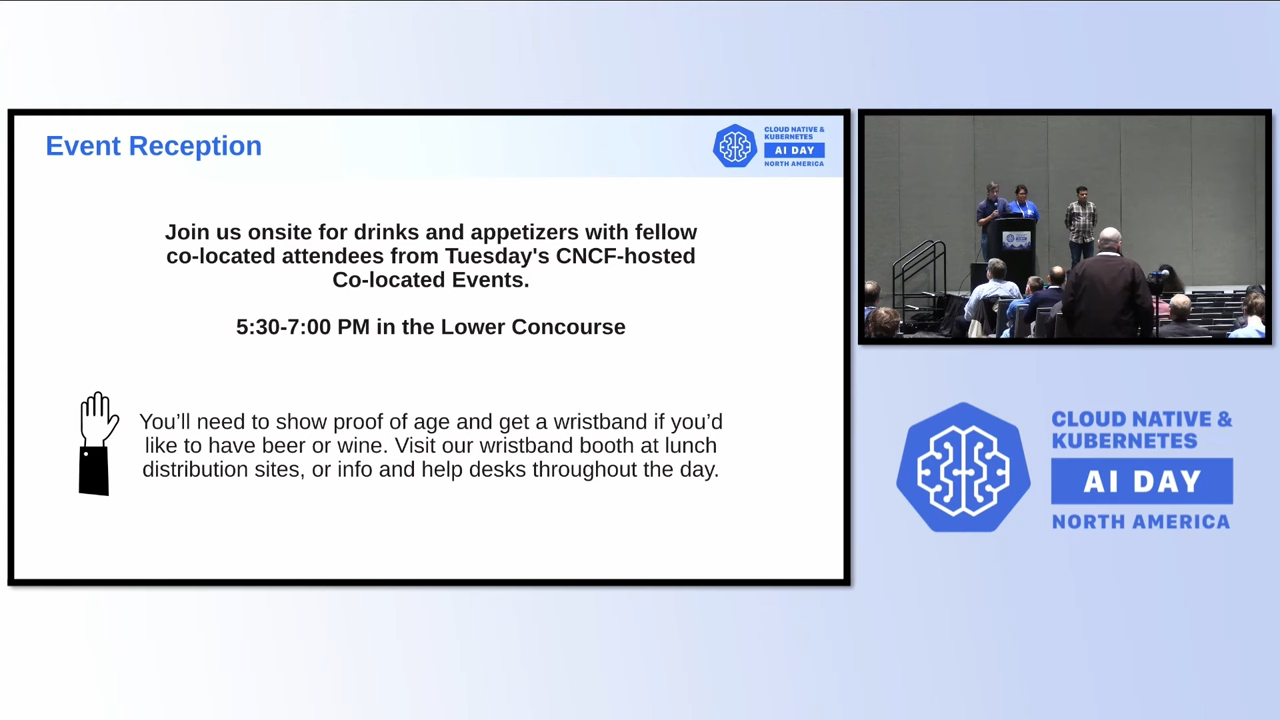 Event Reception
CLOUD NATIVE &
KUBERNETES
AI DAY
NORTH AMERICA
Join us onsite for drinks and appetizers with fellow
co-located attendees from Tuesday's CNCF-hosted
Co-located Events.
5:30-7:00 PM in the Lower Concourse
You’ll need to show proof of age and get a wristband if you’d
like to have beer or wine. Visit our wristband booth at lunch
distribution sites, or info and help desks throughout the day.
CLOUD NATIVE &
KUBERNETES
AI DAY
NORTH AMERICA